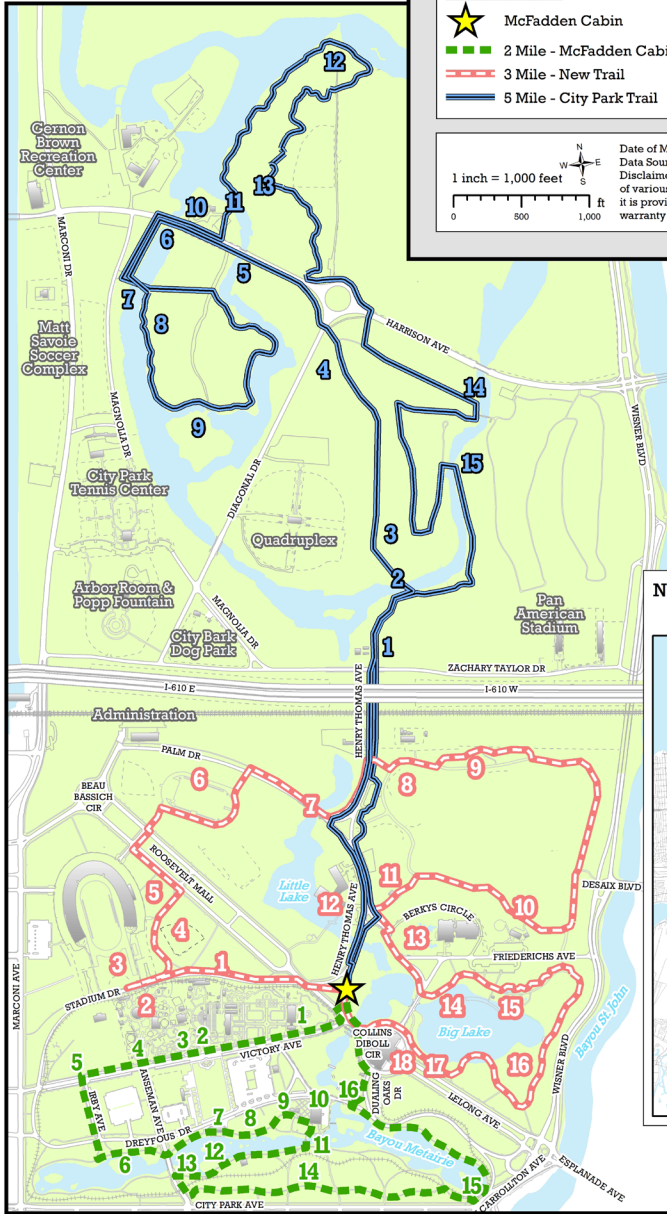 McFadden Cabin
2 Mile - McFadden Cabi
3 Mile - New Trail
5 Mile - City Park Trail
N
W E
S
1 inch = 1,000 feet
ft
0 500 1,000
Date of M
Data Sour
Disclaime
of various
it is provi
warranty
N
12
Gernon
Brown
Recreation
Center
13
10
11
6
5
MARCONI DR
7
8
HARRISON AVE
Matt
Savoie
Soccer
Complex
4
14
MAGNOLIA DR
9
WISNER BLVD
15
City Park
Tennis Center
DIAGONAL DR
Quadruplex
3
2
Arbor Room &
Popp Fountain
MAGNOLIA DR
City Bark
Dog Park
Pan
American
Stadium
1
ZACHARY TAYLOR DR
HENRY THOMAS AVE
I-610 E
I-610 W
Administration
PALM DR
6
7
8
9
BEAU
BASSICH
CIR
ROOSEVELT MALL
5
4
Little
Lake
12
11
10
DESAIX BLVD
BERKYS CIRCLE
13
HENRY THOMAS AVE
FRIEDERICHS AVE
3
1
STADIUM DR
2
MARCONI AVE
14
15
Big Lake
16
17
18
Bayou St. John
WISNER BLVD
COLLINS
DIBOLL
CIR
1
2
3
4
5
VICTORY AVE
IRBY AVE
ANSEMAN AVE
DREYFOUS DR
6
7
8
9
10
11
12
13
14
15
16
DUALING
OAKS
DR
LELONG AVE
Bayou Metairie
CARROLLTON AVE
ESPLANADE AVE
CITY PARK AVE